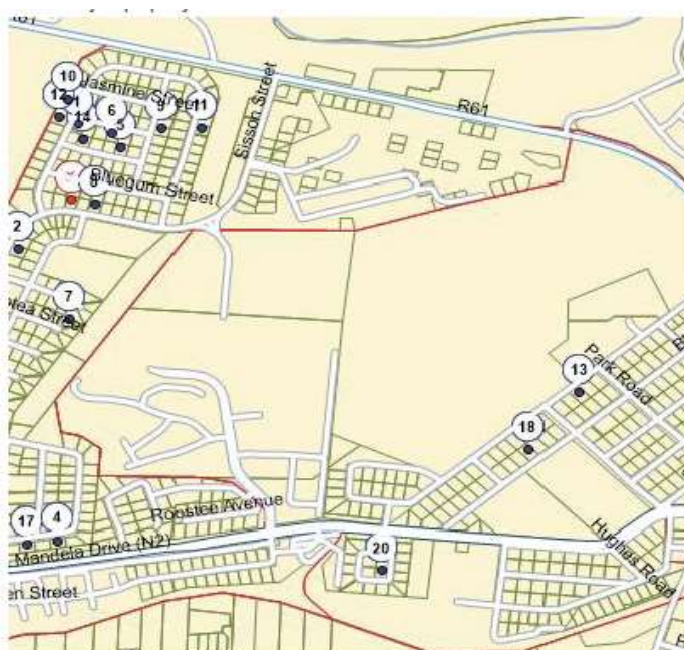 R61
10
Jasmine Street
12
6
9
11
14
5
Sisson Street
R61
Bluegum Street
8
2
7
Street
13
Park Road
18
Roostee Avenue
17
4
Mandela Drive (N2)
20
Hughes Road
en Street